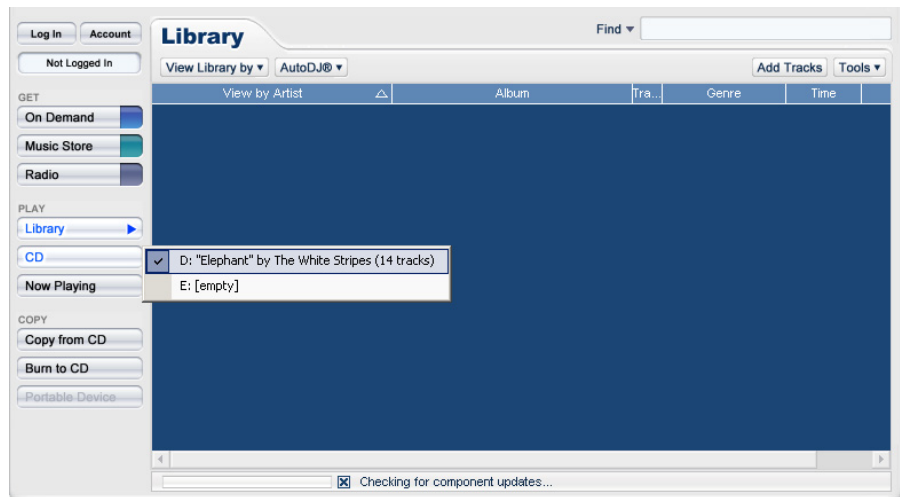 Log In Account
Not Logged In
GET
On Demand
Music Store
Radio
PLAY
Library
CD
Now Playing
COPY
Copy from CD
Burn to CD
Portable Device
Library
Find
View Library by AutoDJ® Add Tracks Tools
View by Artist Album Tra... Genre Time
D: "Elephant" by The White Stripes (14 tracks)
E: [empty]
Checking for component updates...